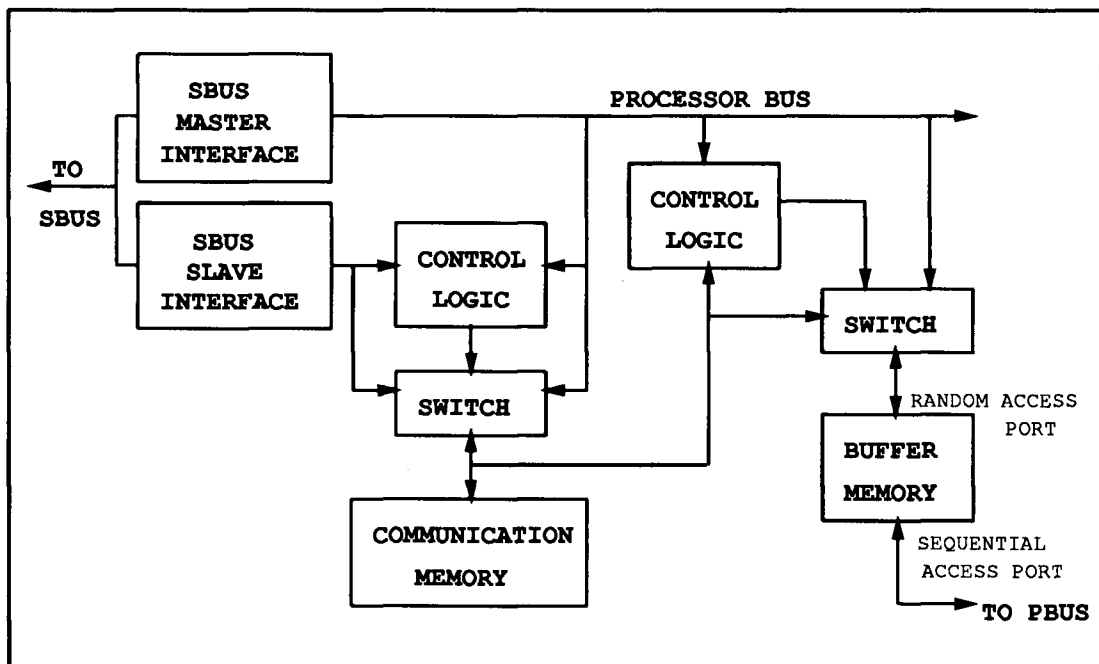 SBUS
MASTER
INTERFACE
PROCESSOR BUS
TO
SBUS
SBUS
SLAVE
INTERFACE
CONTROL
LOGIC
CONTROL
LOGIC
SWITCH
SWITCH
RANDOM ACCESS
PORT
BUFFER
MEMORY
COMMUNICATION
MEMORY
SEQUENTIAL
ACCESS PORT
TO PBUS